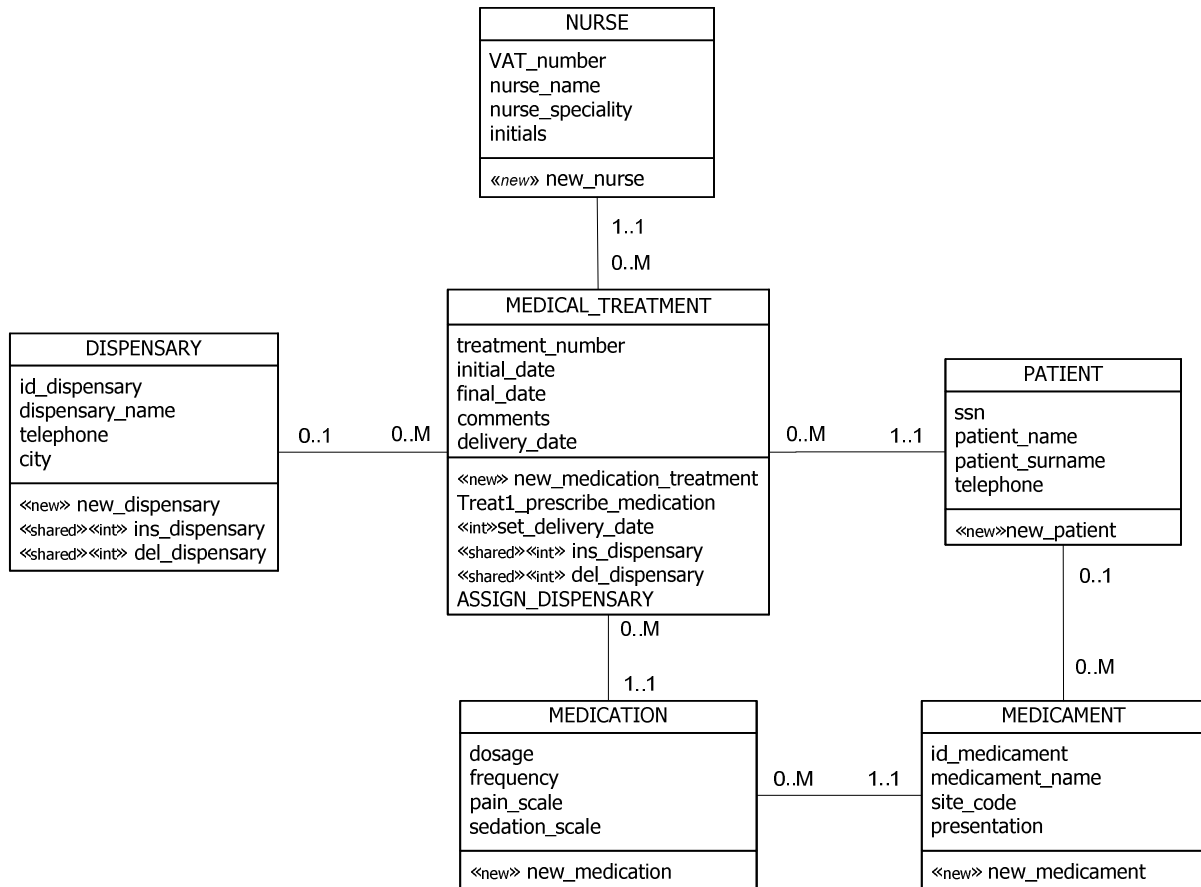 NURSE
VAT_number
nurse_name
nurse_speciality
initials
«new» new_nurse
1..1
0..M
MEDICAL_TREATMENT
treatment_number
initial_date
final_date
comments
delivery_date
«new» new_medication_treatment
Treat1_prescribe_medication
«int»set_delivery_date
«shared»«int» ins_dispensary
«shared»«int» del_dispensary
ASSIGN_DISPENSARY
DISPENSARY
id_dispensary
dispensary_name
telephone
city
«new» new_dispensary
«shared»«int» ins_dispensary
«shared»«int» del_dispensary
0..1 0..M
0..M 1..1
PATIENT
ssn
patient_name
patient_surname
telephone
«new»new_patient
0..1
0..M
0..M
1..1
MEDICATION
dosage
frequency
pain_scale
sedation_scale
«new» new_medication
0..M 1..1
MEDICAMENT
id_medicament
medicament_name
site_code
presentation
«new» new_medicament